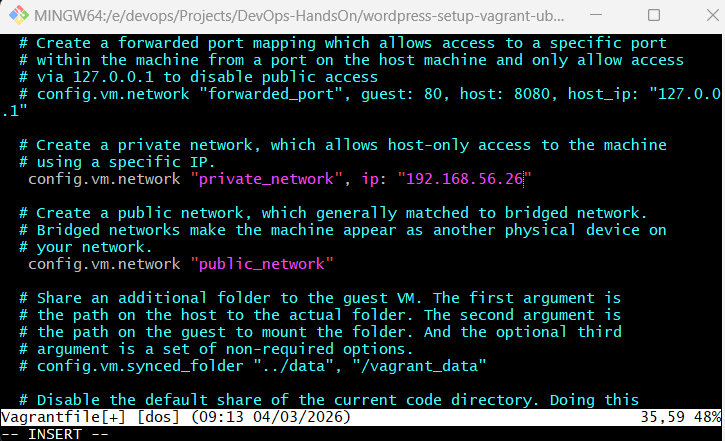 MINGW64:/e/devops/Projects/DevOps-HandsOn/wordpress-setup-vagrant-ub...
# Create a forwarded port mapping which allows access to a specific port
# within the machine from a port on the host machine and only allow access
# via 127.0.0.1 to disable public access
# config.vm.network "forwarded_port", guest: 80, host: 8080, host_ip: "127.0.0
.1"
# Create a private network, which allows host-only access to the machine
# using a specific IP.
config.vm.network "private_network", ip: "192.168.56.26"
# Create a public network, which generally matched to bridged network.
# Bridged networks make the machine appear as another physical device on
# your network.
config.vm.network "public_network"
# Share an additional folder to the guest VM. The first argument is
# the path on the host to the actual folder. The second argument is
# the path on the guest to mount the folder. And the optional third
# argument is a set of non-required options.
# config.vm.synced_folder "../data", "/vagrant_data"
# Disable the default share of the current code directory. Doing this
Vagrantfile[+] [dos] (09:13 04/03/2026) 35,59 48%
-- INSERT --